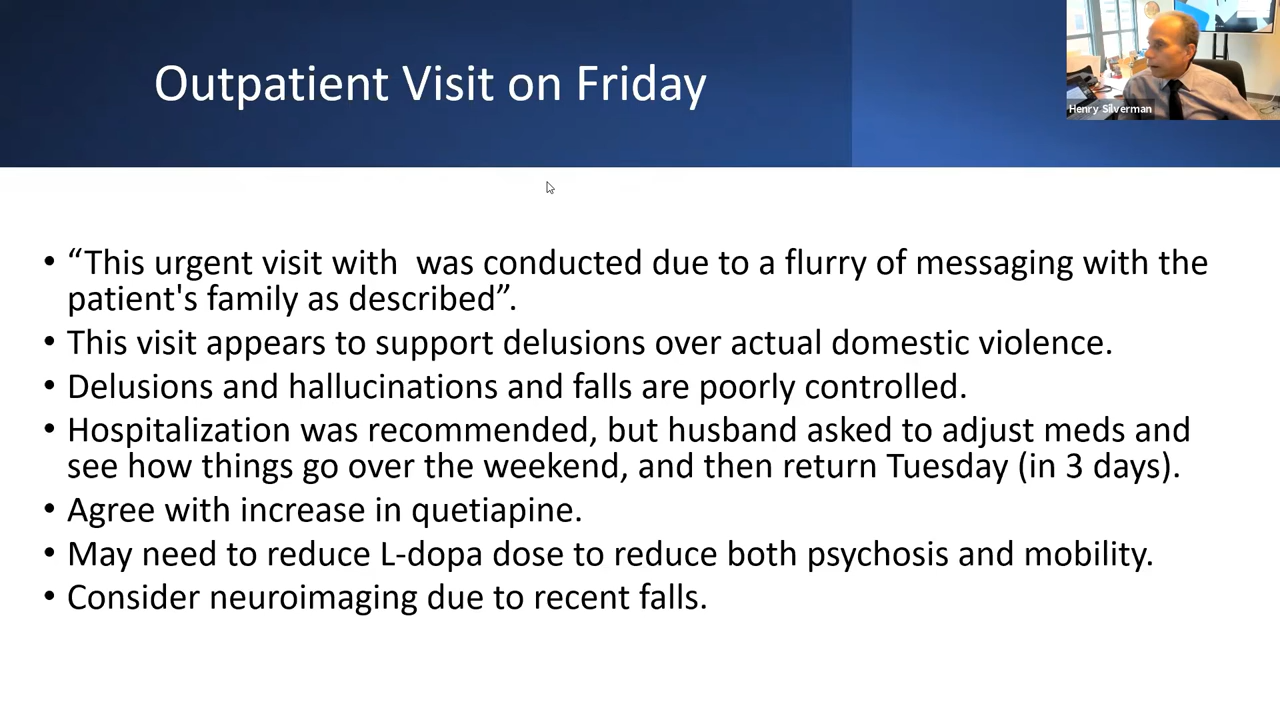 Outpatient Visit on Friday
Henry Silverman
• “This urgent visit with  was conducted due to a flurry of messaging with the
patient's family as described”.
• This visit appears to support delusions over actual domestic violence.
• Delusions and hallucinations and falls are poorly controlled.
• Hospitalization was recommended, but husband asked to adjust meds and
see how things go over the weekend, and then return Tuesday (in 3 days).
• Agree with increase in quetiapine.
• May need to reduce L-dopa dose to reduce both psychosis and mobility.
• Consider neuroimaging due to recent falls.